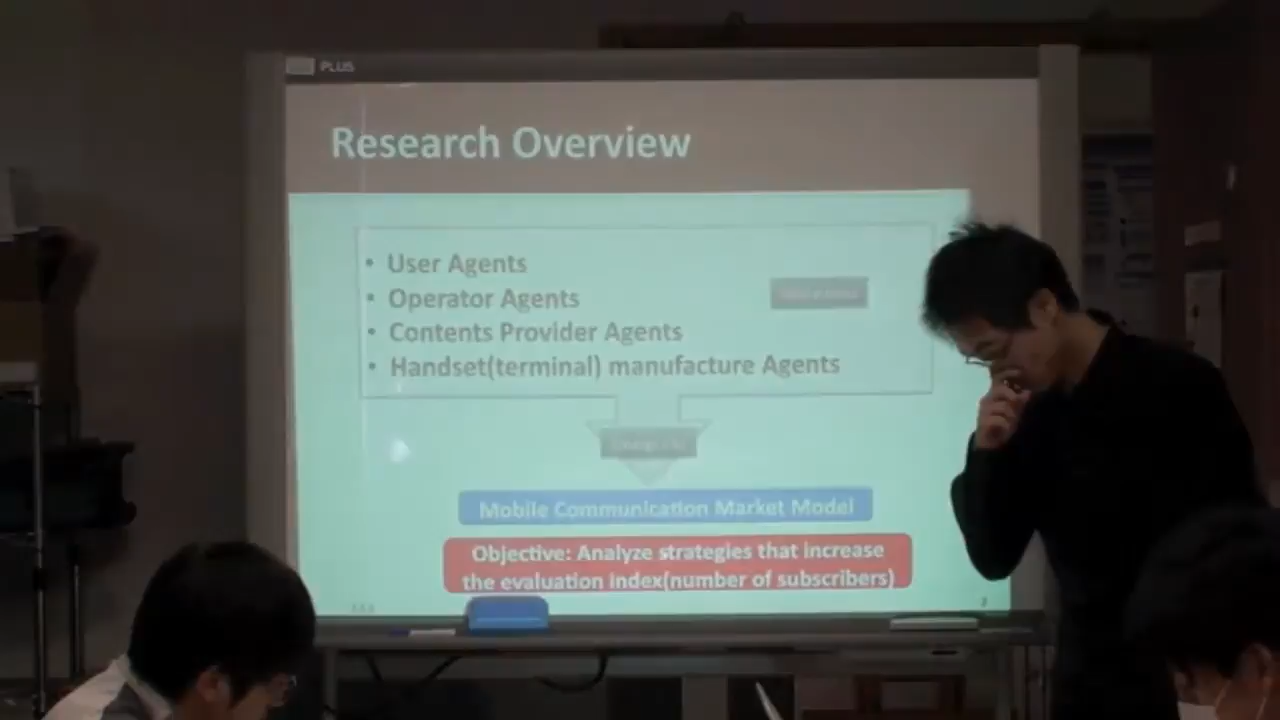 PLUS
Research Overview
• User Agents
• Operator Agents
• Contents Provider Agents
• Handset(terminal) manufacture Agents
Mobile Communication Market Model
Objective: Analyze strategies that increase
the evaluation index(number of subscribers)